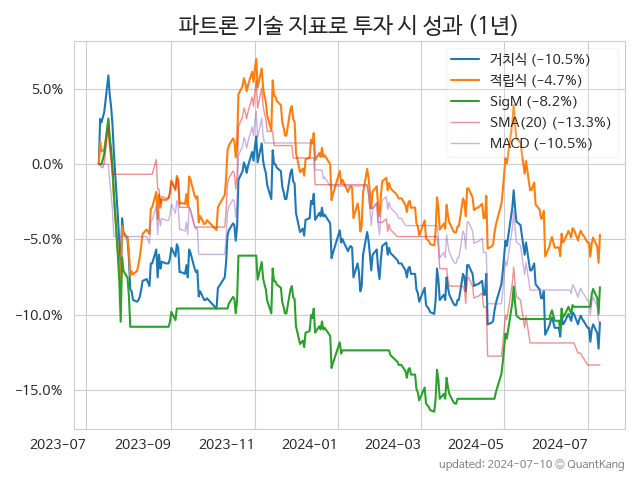 파트론 기술 지표로 투자 시 성과 (1년)
거치식 (−10.5%)
적립식 (−4.7%)
SigM (−8.2%)
SMA(20) (−13.3%)
MACD (−10.5%)
5.0%
0.0%
−5.0%
−10.0%
−15.0%
2023-07 2023-09 2023-11 2024-01 2024-03 2024-05 2024-07
updated: 2024-07-10 © QuantKang